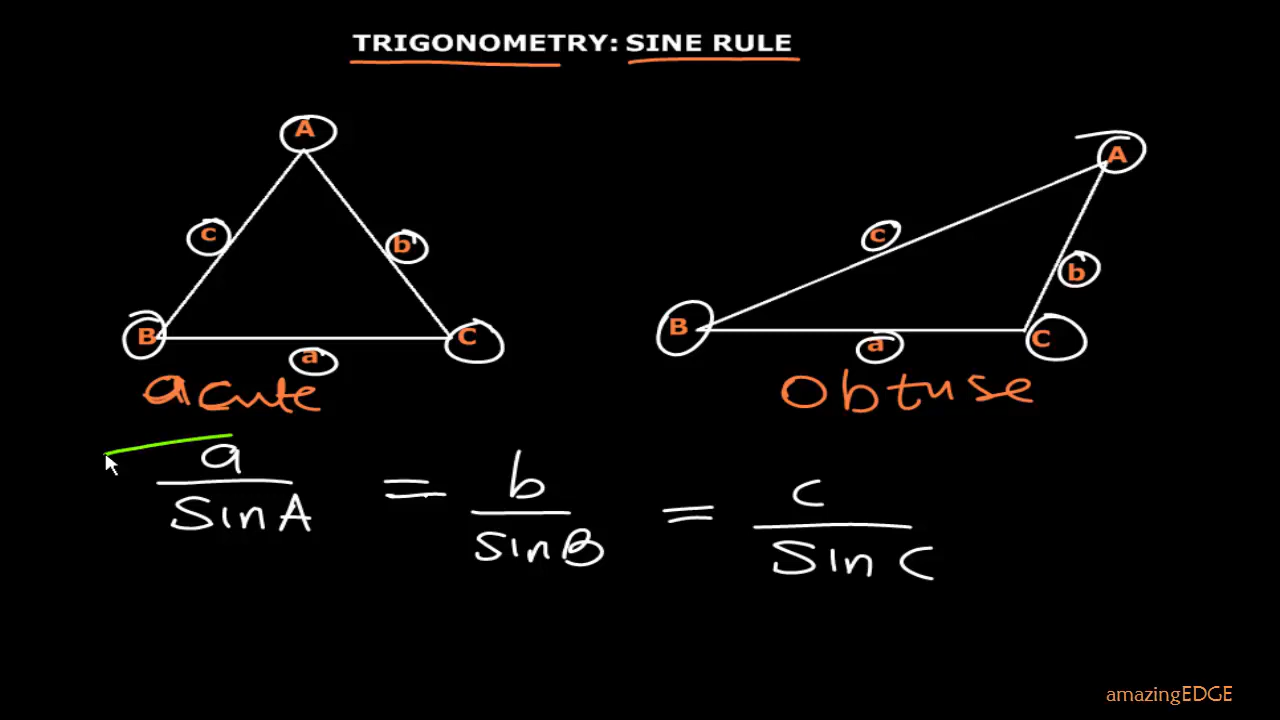 TRIGONOMETRY: SINE RULE
A
c
b
B
C
a
acute
A
c
b
B
C
a
Obtuse
a = b = c
SinA SinB Sin C
amazingEDGE